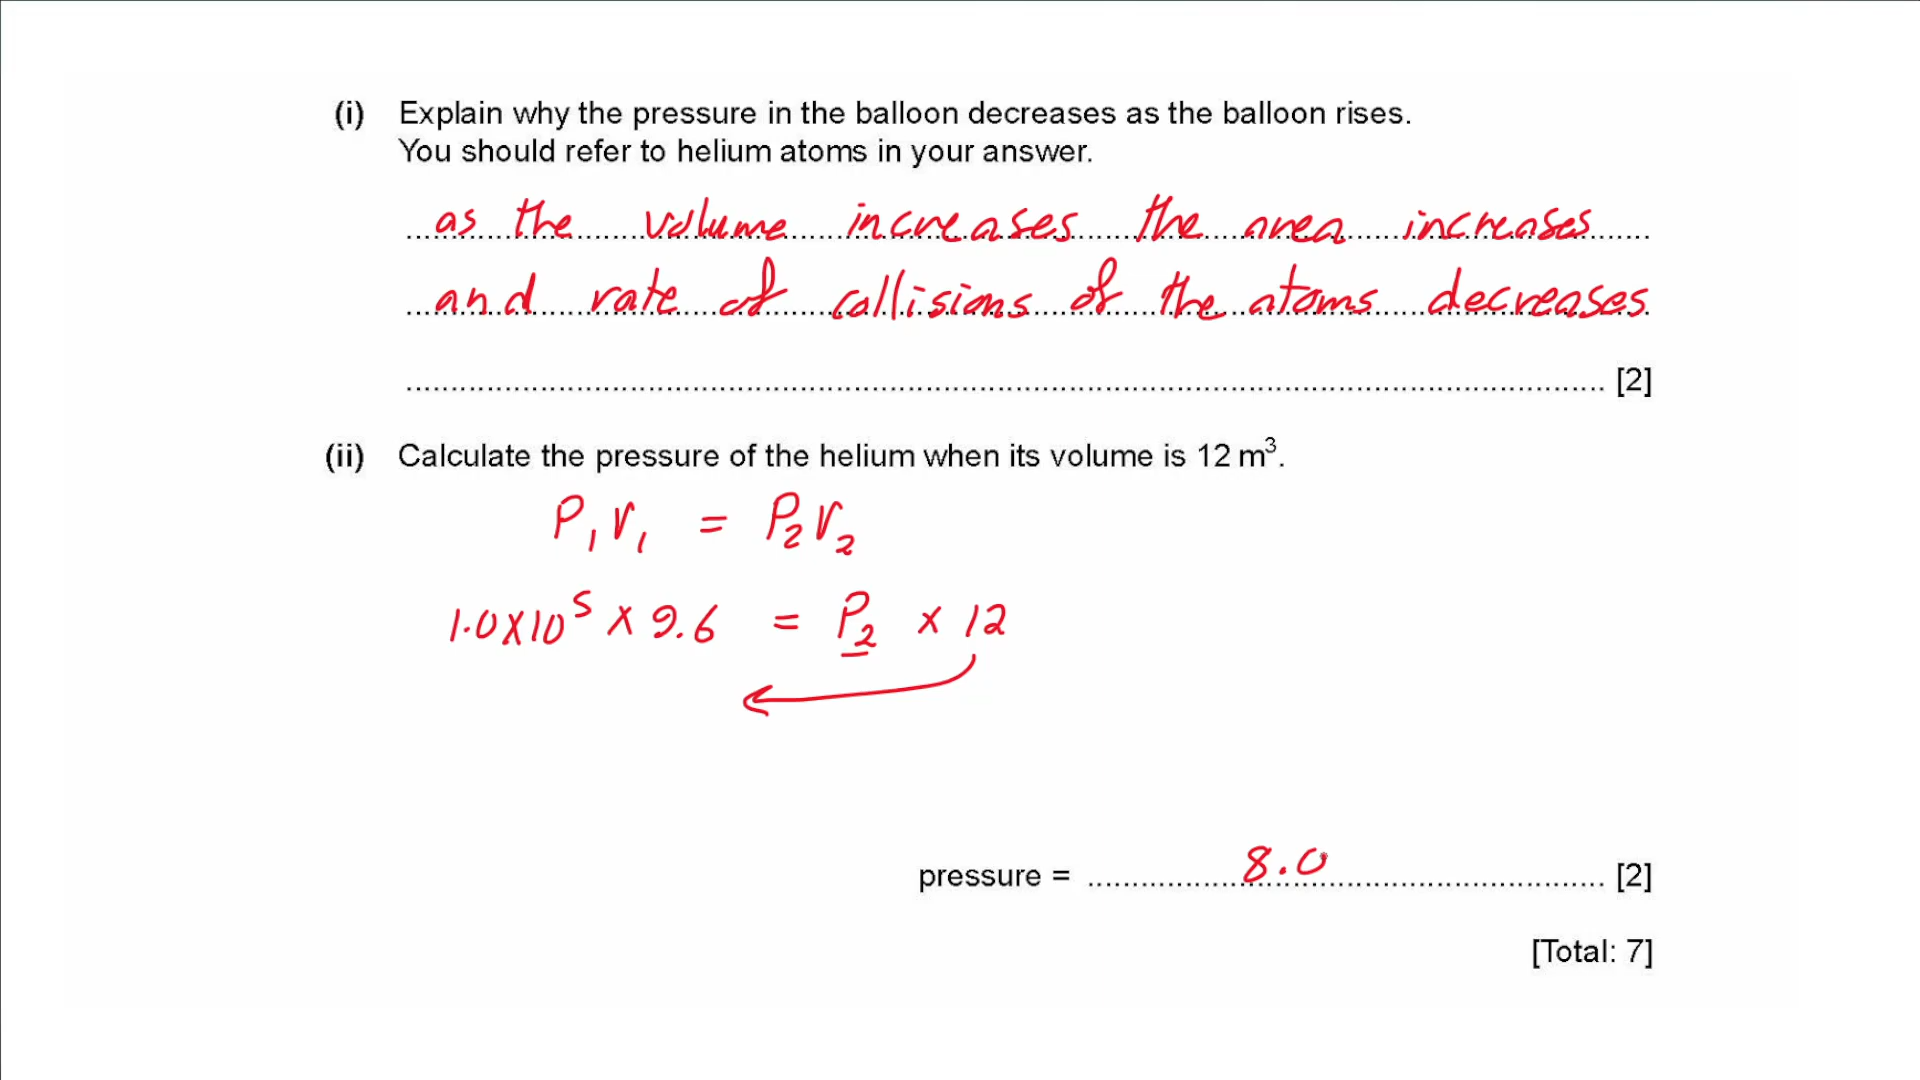 (i) Explain why the pressure in the balloon decreases as the balloon rises.
You should refer to helium atoms in your answer.
as the volume increases the area increases
and rate of collisions of the atoms decreases
[2]
(ii) Calculate the pressure of the helium when its volume is 12 m³.
P₁V₁ = P₂V₂
1.0×10⁵ × 9.6 = P₂ × 12
pressure = 8.0 [2]
[Total: 7]